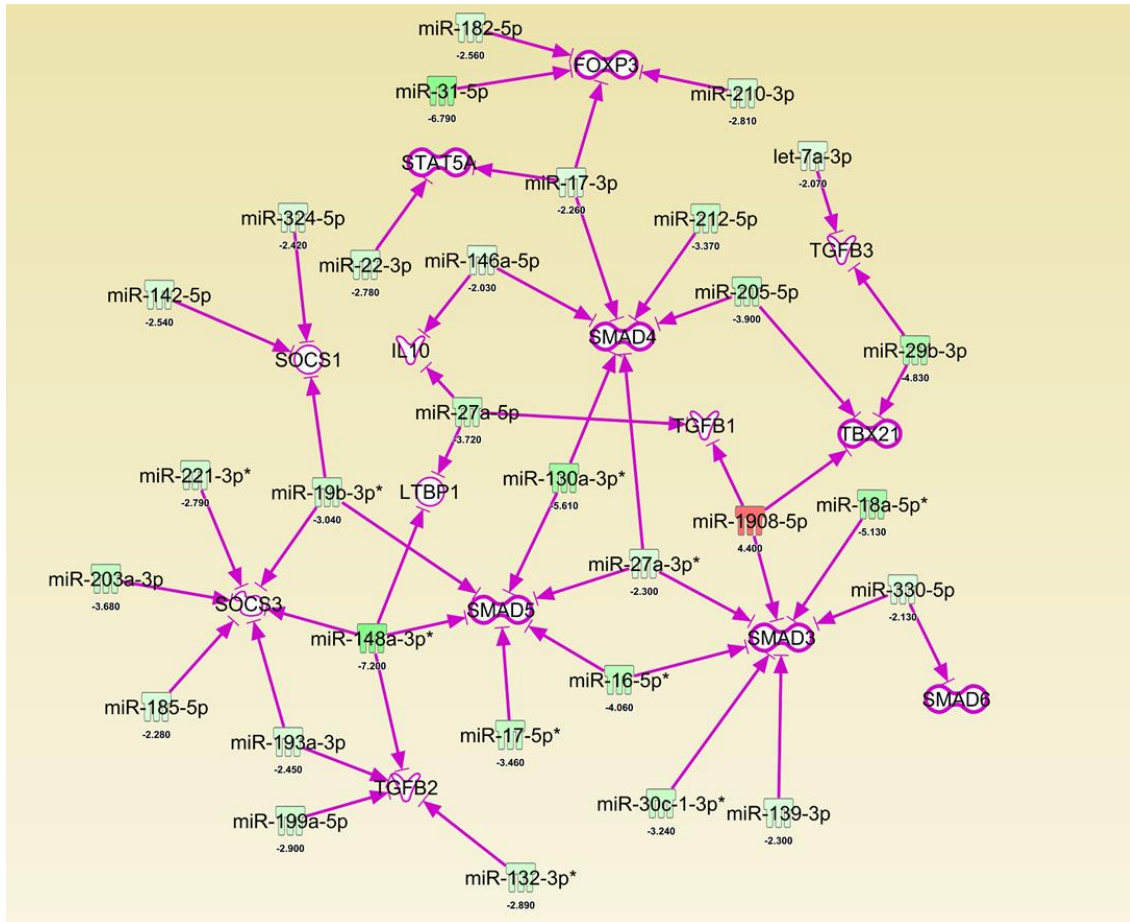 miR-182-5p
-2.560
FOXP3
miR-31-5p
-6.790
miR-210-3p
-2.810
STAT5A
miR-17-3p
-2.260
let-7a-3p
-2.070
miR-324-5p
-2.420
miR-212-5p
-3.370
miR-22-3p
-2.780
miR-146a-5p
-2.030
TGFB3
miR-142-5p
-2.540
miR-205-5p
-3.900
SOCS1
IL10
SMAD4
miR-29b-3p
-4.830
miR-27a-5p
-3.720
TGFB1
TBX21
miR-221-3p*
-2.790
miR-19b-3p*
-3.040
LTBP1
miR-130a-3p*
-5.610
miR-1908-5p
4.400
miR-18a-5p*
-5.130
miR-203a-3p
-3.680
SOCS3
miR-27a-3p*
-2.300
miR-330-5p
-2.130
miR-148a-3p*
-7.200
SMAD5
SMAD3
miR-185-5p
-2.280
miR-16-5p*
-4.060
SMAD6
miR-193a-3p
-2.450
miR-17-5p*
-3.460
TGFB2
miR-199a-5p
-2.900
miR-30c-1-3p*
-3.240
miR-139-3p
-2.300
miR-132-3p*
-2.890